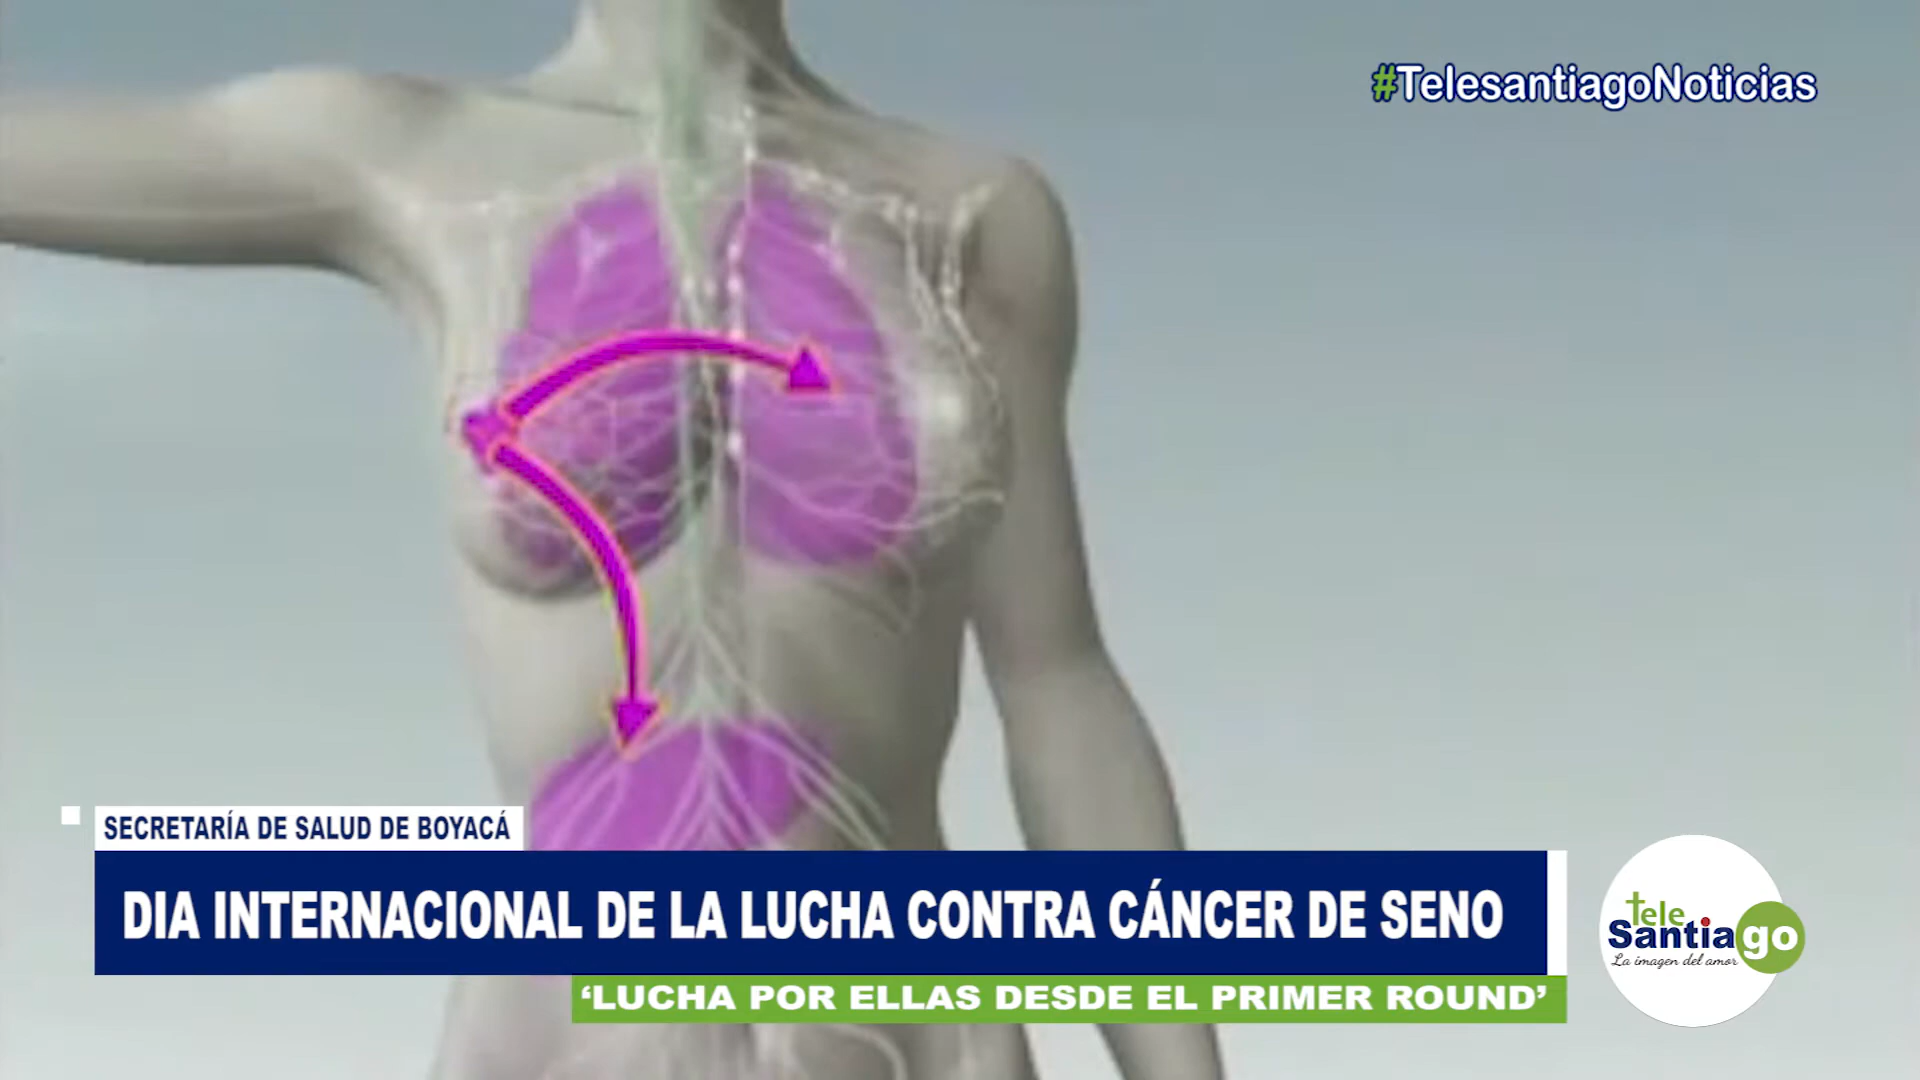 #TelesantiagoNoticias
SECRETARÍA DE SALUD DE BOYACÁ
DIA INTERNACIONAL DE LA LUCHA CONTRA CÁNCER DE SENO
‘LUCHA POR ELLAS DESDE EL PRIMER ROUND’
tele
Santiago
La imagen del amor